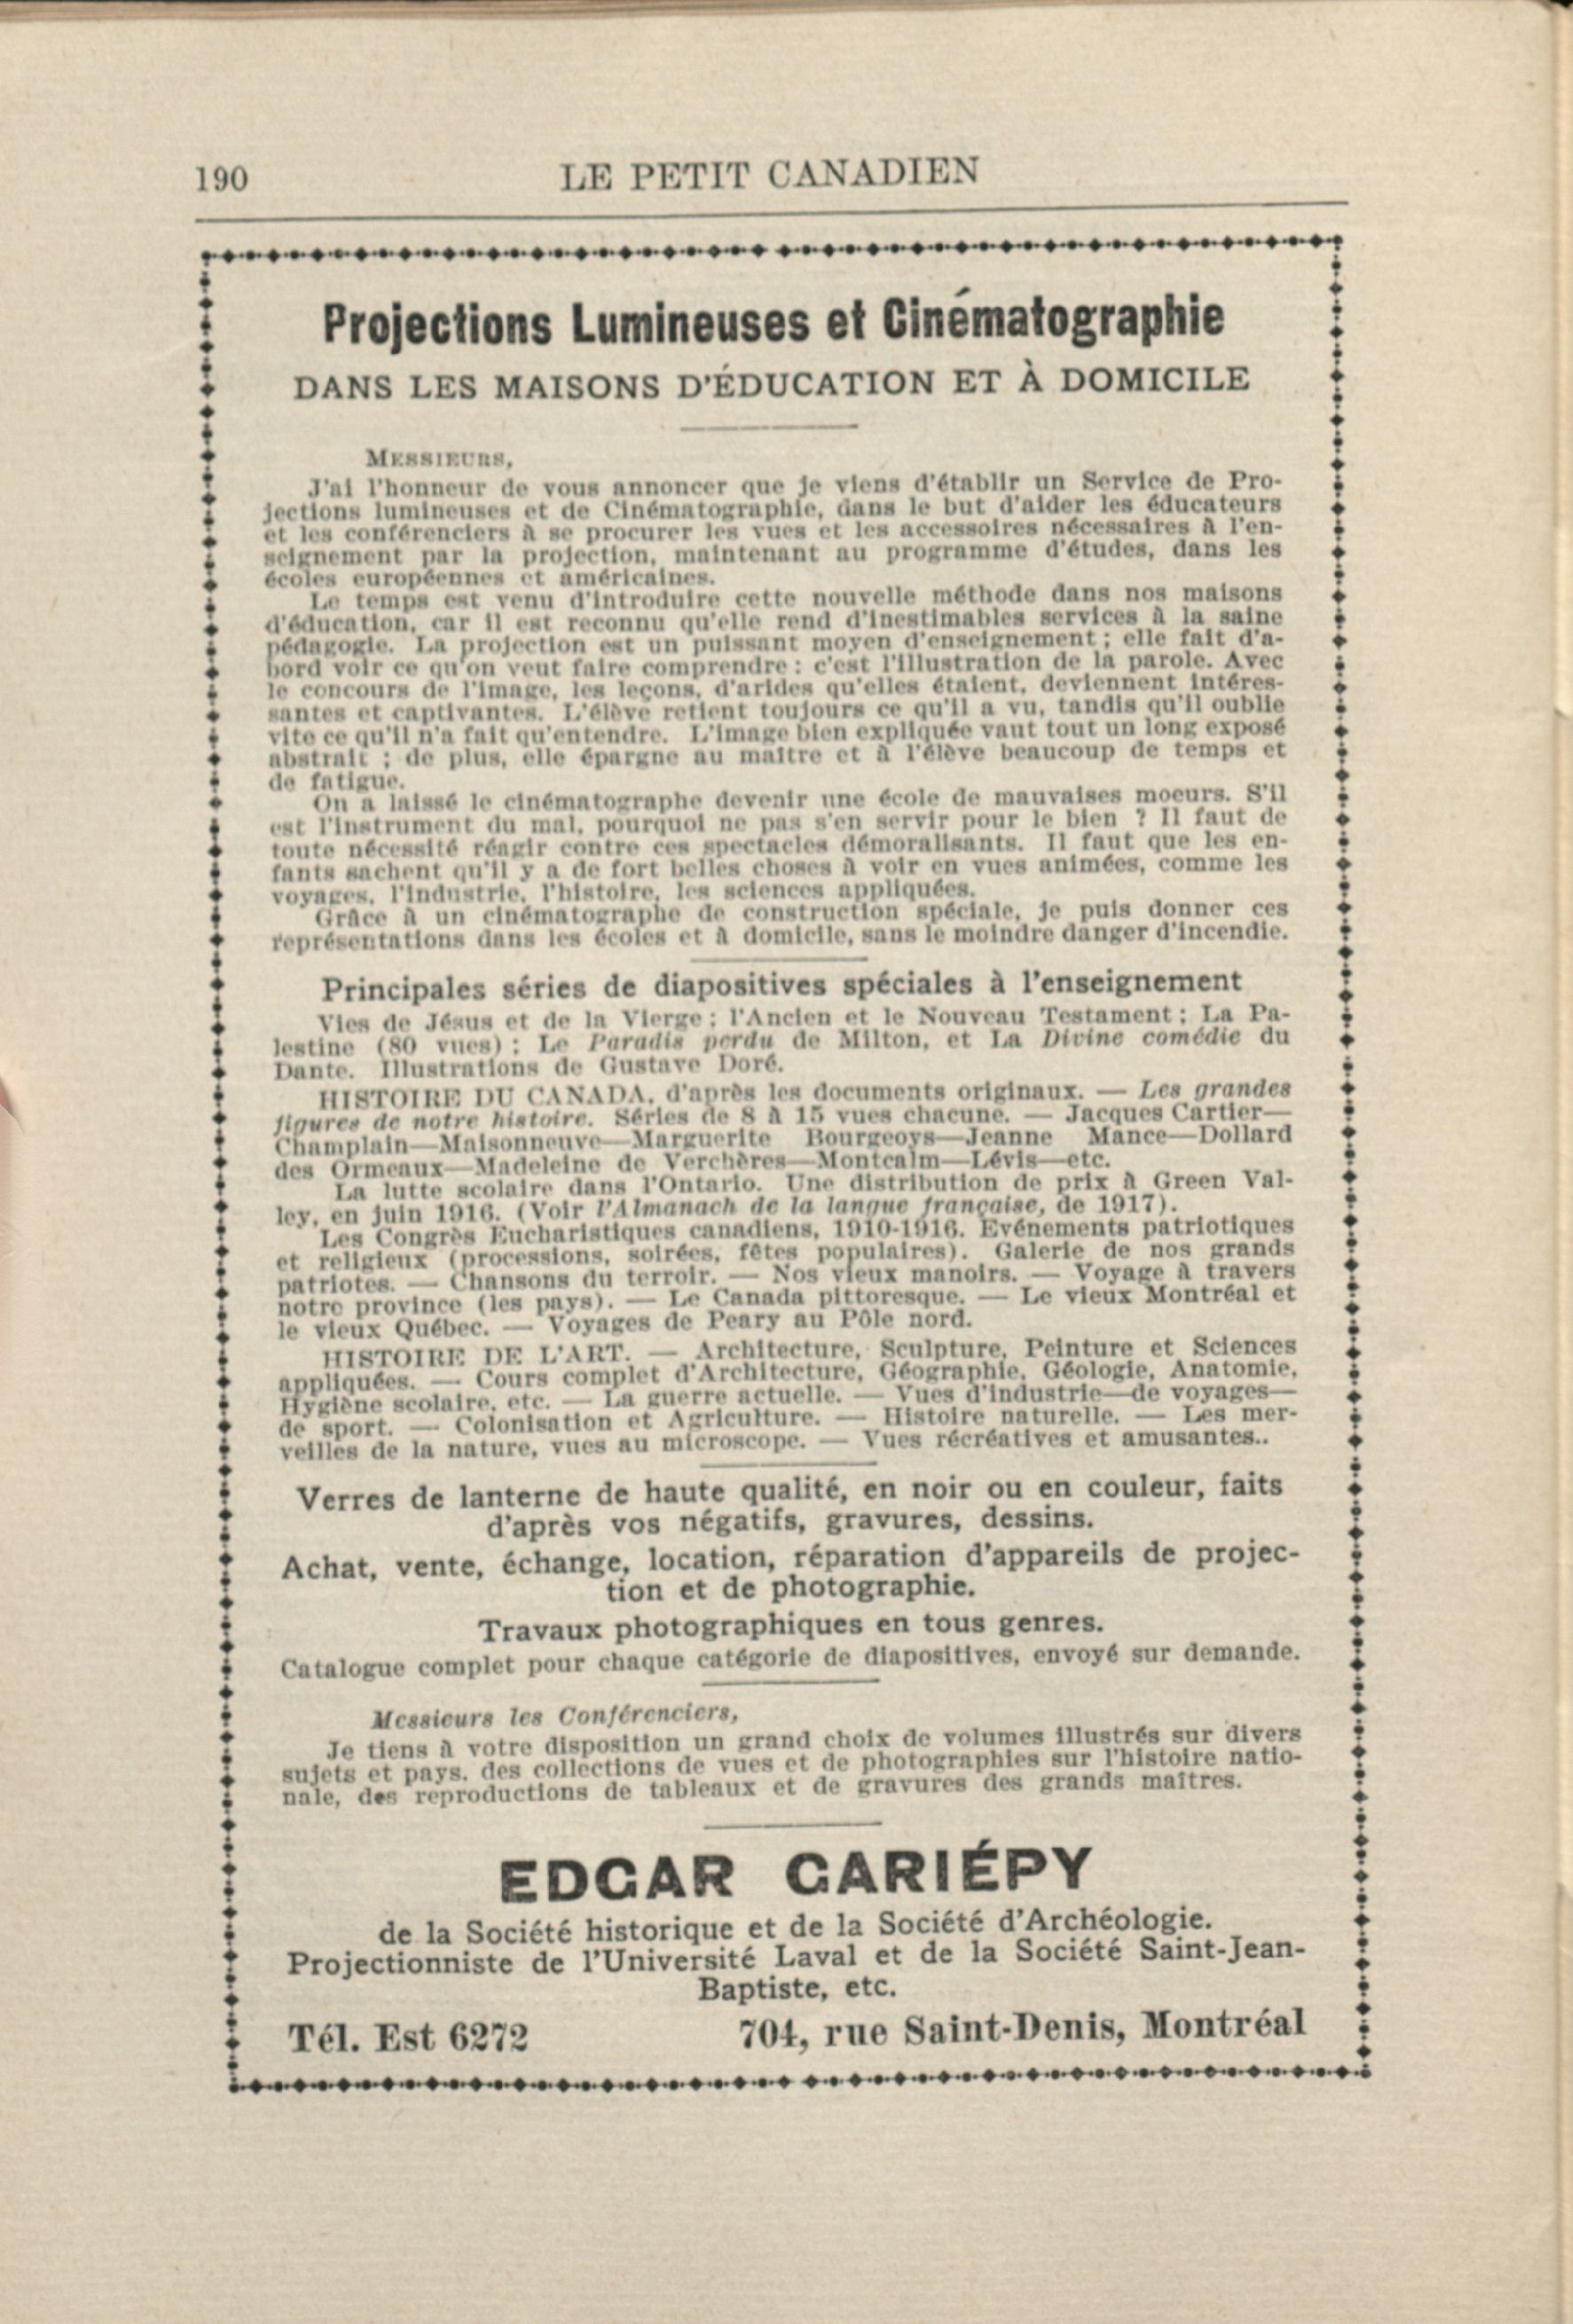 190
LE PETIT CANADIEN
Projections Lumineuses et Cinématographie
DANS LES MAISONS D'ÉDUCATION ET À DOMICILE
MESSIEURS,
J'ai l'honneur de vous annoncer que je viens d'établir un Service de Pro-
jections lumineuses et de Cinématographie, dans le but d'aider les éducateurs
et les conférenciers à se procurer les vues et les accessoires nécessaires à l'en-
seignement par la projection, maintenant au programme d'études, dans les
écoles européennes et américaines.
Le temps est venu d'introduire cette nouvelle méthode dans nos maisons
d'éducation, car il est reconnu qu'elle rend d'inestimables services à la saine
pédagogie. La projection est un puissant moyen d'enseignement ; elle fait d'a-
bord voir ce qu'on veut faire comprendre : c'est l'illustration de la parole. Avec
le concours de l'image, les leçons, d'arides qu'elles étaient, deviennent intéres-
santes et captivantes. L'élève retient toujours ce qu'il a vu, tandis qu'il oublie
vite ce qu'il n'a fait qu'entendre. L'image bien expliquée vaut tout un long exposé
abstrait ; de plus, elle épargne au maître et à l'élève beaucoup de temps et
de fatigue.
On a laissé le cinématographe devenir une école de mauvaises moeurs. S'il
est l'instrument du mal, pourquoi ne pas s'en servir pour le bien ? Il faut de
toute nécessité réagir contre ces spectacles démoralisants. Il faut que les en-
fants sachent qu'il y a de fort belles choses à voir en vues animées, comme les
voyages, l'industrie, l'histoire, les sciences appliquées.
Grâce à un cinématographe de construction spéciale, je puis donner ces
représentations dans les écoles et à domicile, sans le moindre danger d'incendie.
Principales séries de diapositives spéciales à l'enseignement
Vies de Jésus et de la Vierge ; l'Ancien et le Nouveau Testament ; La Pa-
lestine (80 vues) ; Le Paradis perdu de Milton, et La Divine comédie du
Dante. Illustrations de Gustave Doré.
HISTOIRE DU CANADA, d'après les documents originaux. — Les grandes
figures de notre histoire. Séries de 8 à 15 vues chacune. — Jacques Cartier—
Champlain—Maisonneuve—Marguerite Bourgeoys—Jeanne Mance—Dollard
des Ormeaux—Madeleine de Verchères—Montcalm—Lévis—etc.
La lutte scolaire dans l'Ontario. Une distribution de prix à Green Val-
ley, en juin 1916. (Voir l'Almanach de la langue française, de 1917).
Les Congrès Eucharistiques canadiens, 1910-1916. Evénements patriotiques
et religieux (processions, soirées, fêtes populaires). Galerie de nos grands
patriotes. — Chansons du terroir. — Nos vieux manoirs. — Voyage à travers
notre province (les pays). — Le Canada pittoresque. — Le vieux Montréal et
le vieux Québec. — Voyages de Peary au Pôle nord.
HISTOIRE DE L'ART. — Architecture, Sculpture, Peinture et Sciences
appliquées. — Cours complet d'Architecture, Géographie, Géologie, Anatomie,
Hygiène scolaire, etc. — La guerre actuelle. — Vues d'industrie—de voyages—
de sport. — Colonisation et Agriculture. — Histoire naturelle. — Les mer-
veilles de la nature, vues au microscope. — Vues récréatives et amusantes..
Verres de lanterne de haute qualité, en noir ou en couleur, faits
d'après vos négatifs, gravures, dessins.
Achat, vente, échange, location, réparation d'appareils de projec-
tion et de photographie.
Travaux photographiques en tous genres.
Catalogue complet pour chaque catégorie de diapositives, envoyé sur demande.
Messieurs les Conférenciers,
Je tiens à votre disposition un grand choix de volumes illustrés sur divers
sujets et pays, des collections de vues et de photographies sur l'histoire natio-
nale, des reproductions de tableaux et de gravures des grands maîtres.
EDGAR GARIÉPY
de la Société historique et de la Société d'Archéologie.
Projectionniste de l'Université Laval et de la Société Saint-Jean-
Baptiste, etc.
Tél. Est 6272
704, rue Saint-Denis, Montréal